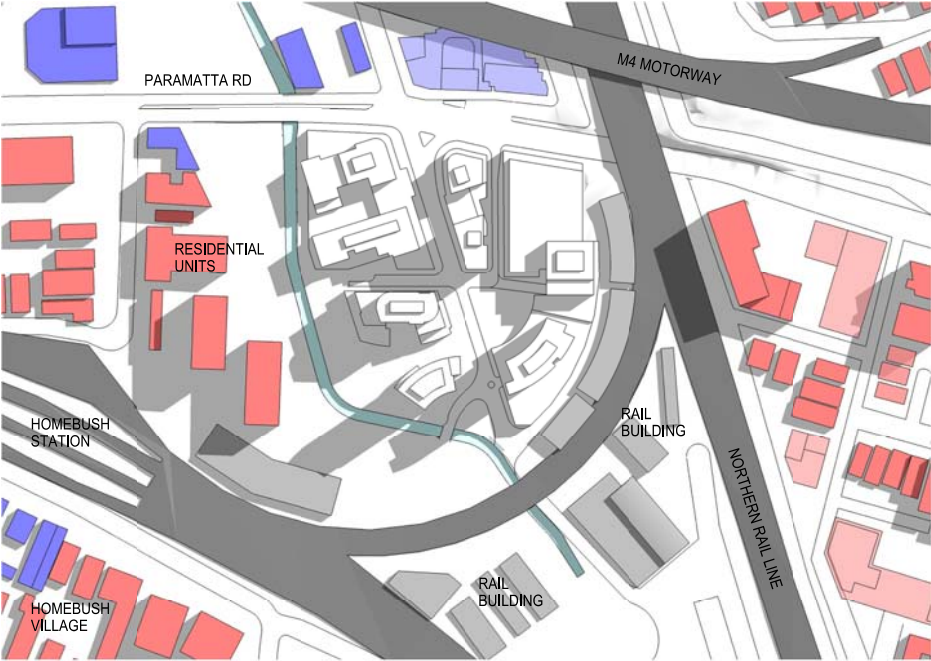 M4 MOTORWAY
PARAMATTA RD
RESIDENTIAL
UNITS
HOMEBUSH
STATION
RAIL
BUILDING
NORTHERN RAIL LINE
RAIL
BUILDING
HOMEBUSH
VILLAGE